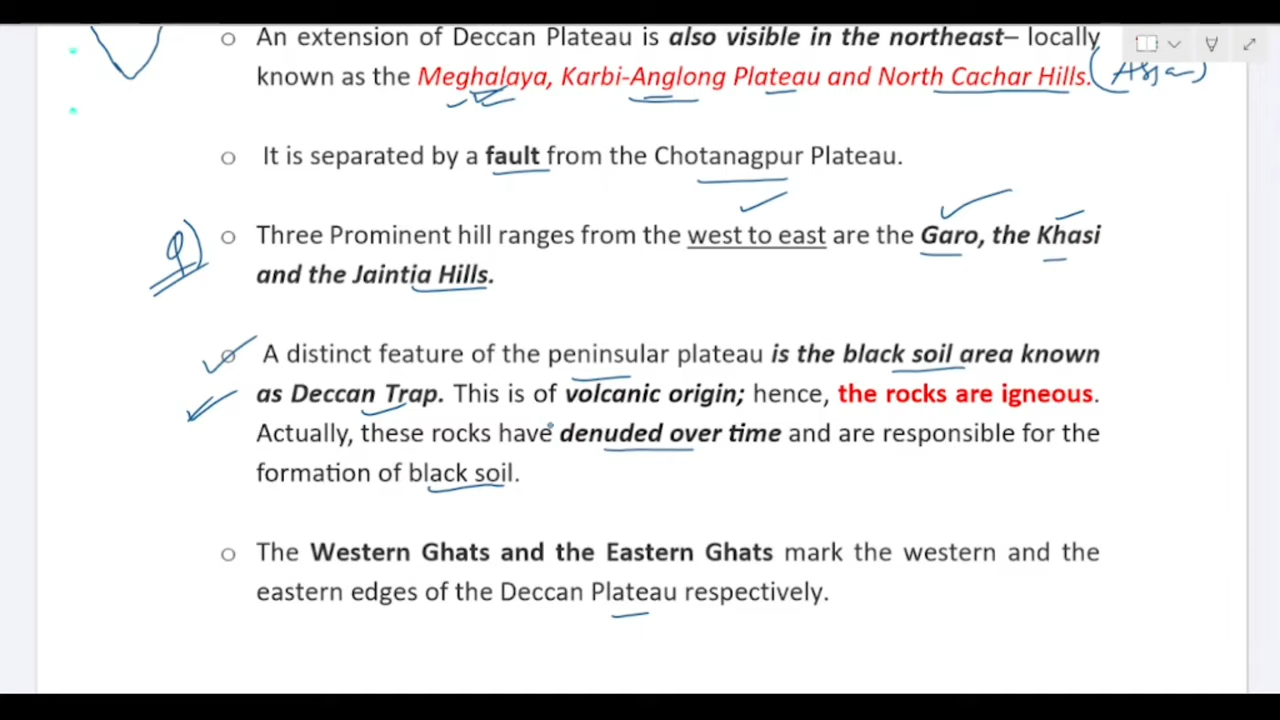 o An extension of Deccan Plateau is also visible in the northeast– locally
known as the Meghalaya, Karbi-Anglong Plateau and North Cachar Hills. (Assam)
o It is separated by a fault from the Chotanagpur Plateau.
Q) o Three Prominent hill ranges from the west to east are the Garo, the Khasi
and the Jaintia Hills.
o A distinct feature of the peninsular plateau is the black soil area known
as Deccan Trap. This is of volcanic origin; hence, the rocks are igneous.
Actually, these rocks have denuded over time and are responsible for the
formation of black soil.
o The Western Ghats and the Eastern Ghats mark the western and the
eastern edges of the Deccan Plateau respectively.